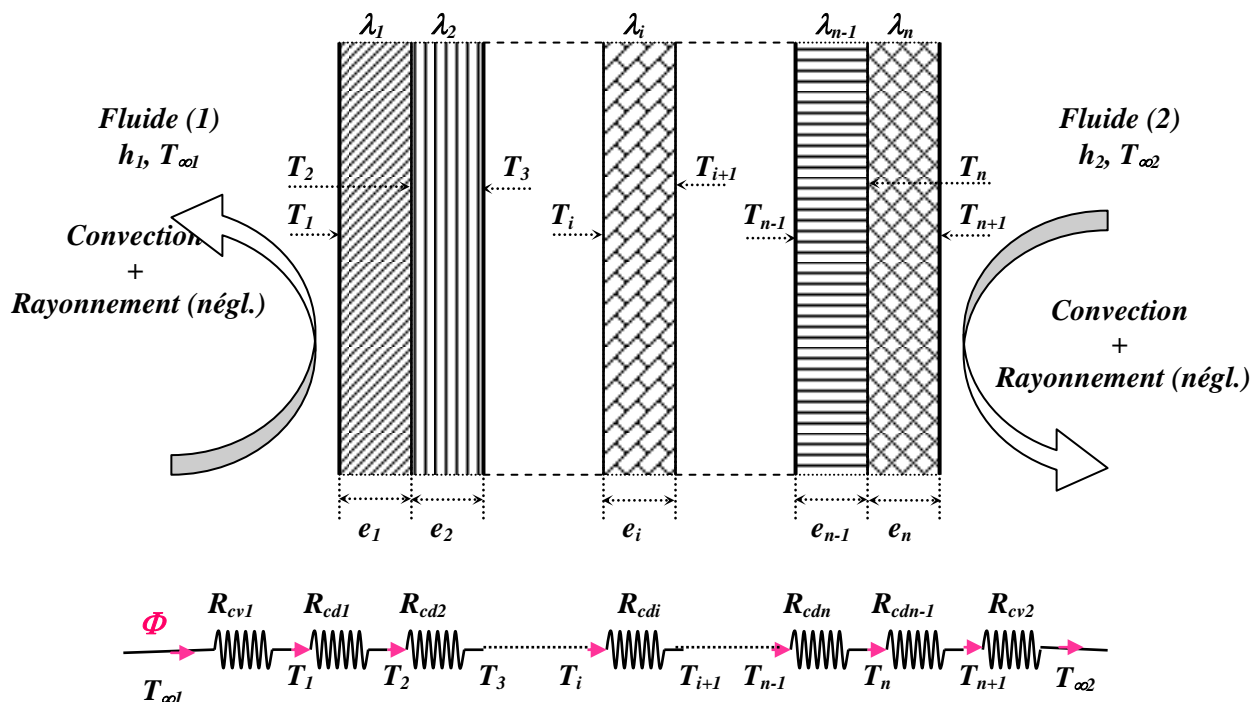 λ1 λ2 λi λn-1 λn
Fluide (1)
h1, T∞1
Fluide (2)
h2, T∞2
T2 T3 Ti+1 Tn
T1 Ti Tn-1 Tn+1
Convection
+
Rayonnement (négl.)
Convection
+
Rayonnement (négl.)
e1 e2 ei en-1 en
Rcv1 Rcd1 Rcd2 Rcdi Rcdn Rcdn-1 Rcv2
Φ
T∞1 T1 T2 T3 Ti Ti+1 Tn-1 Tn Tn+1 T∞2